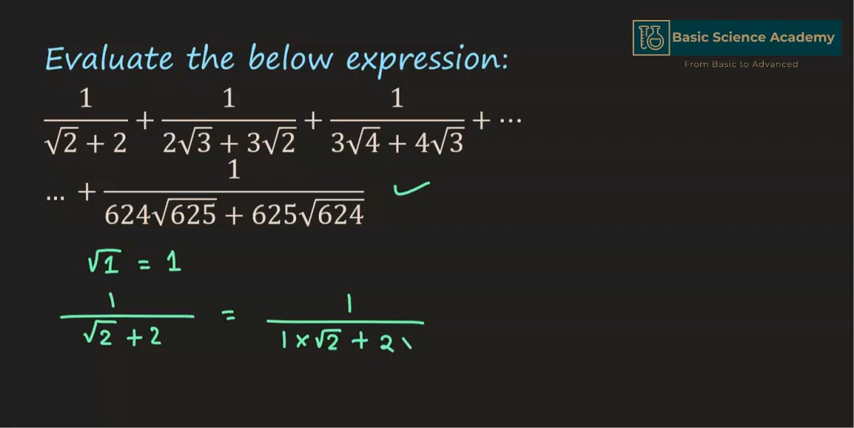 Basic Science Academy
From Basic to Advanced
Evaluate the below expression:
1/(√2 + 2) + 1/(2√3 + 3√2) + 1/(3√4 + 4√3) + ⋯
... + 1/(624√625 + 625√624) ✓
√1 = 1
1/(√2 + 2) = 1/(1×√2 + 2\